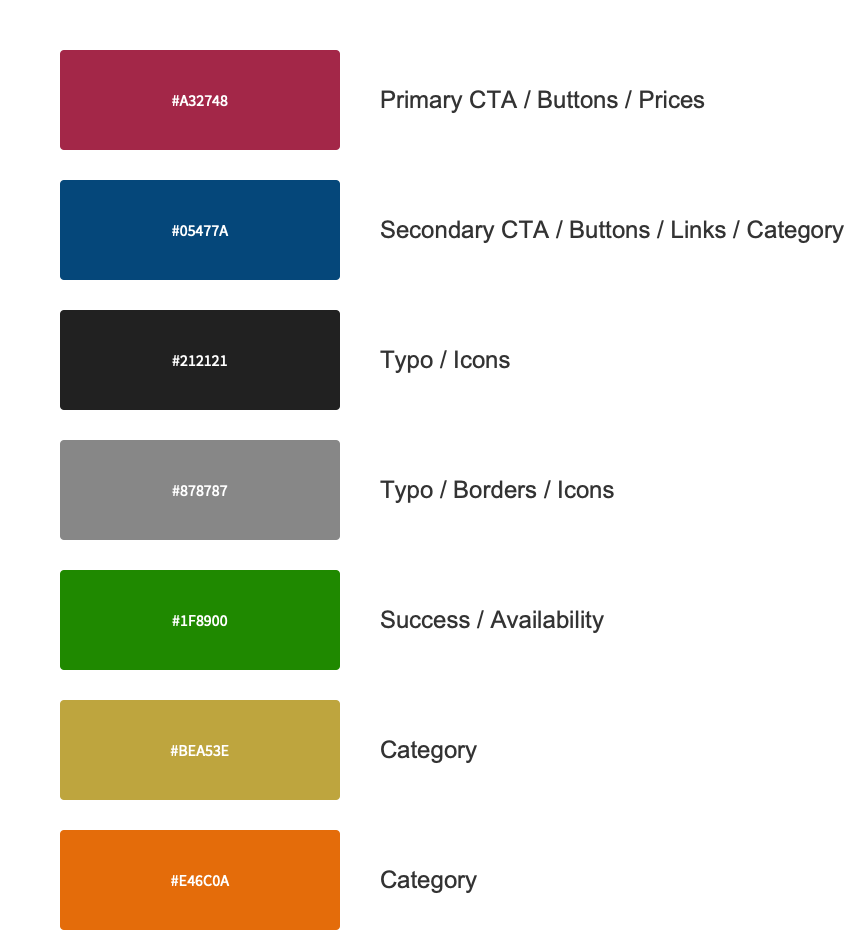 #A32748
Primary CTA / Buttons / Prices
#05477A
Secondary CTA / Buttons / Links / Category
#212121
Typo / Icons
#878787
Typo / Borders / Icons
#1F8900
Success / Availability
#BEA53E
Category
#E46C0A
Category